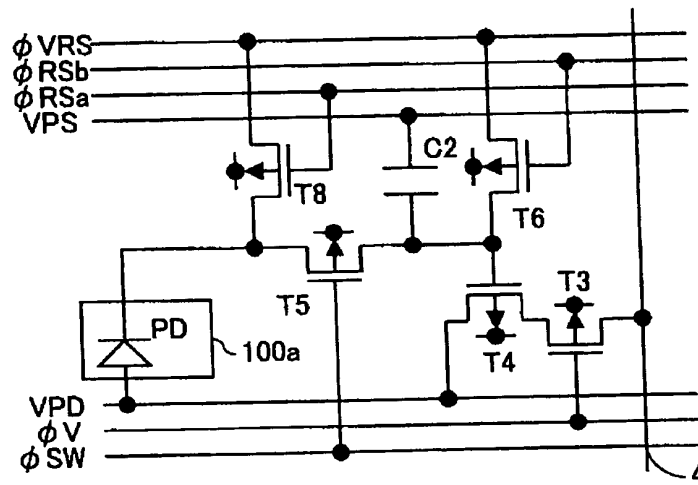 φVRS
φRSb
φRSa
VPS
C2
T8
T6
T5
T3
PD
100a
T4
VPD
φV
φSW